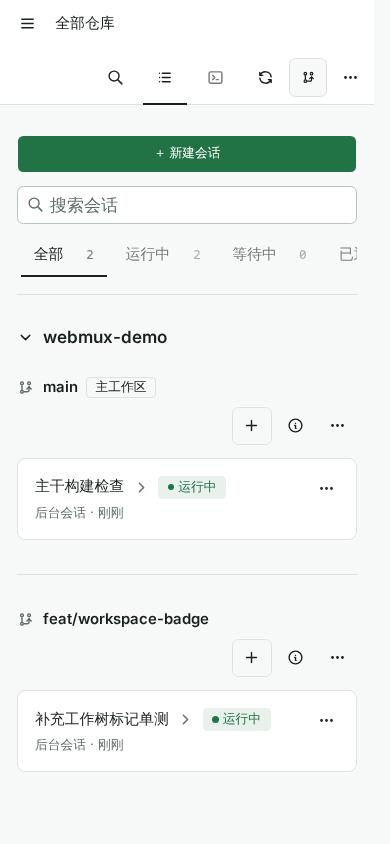 全部仓库
+ 新建会话
搜索会话
全部 2 运行中 2 等待中 0
webmux-demo
main 主工作区
主干构建检查 运行中
后台会话 · 刚刚
feat/workspace-badge
补充工作树标记单测 运行中
后台会话 · 刚刚